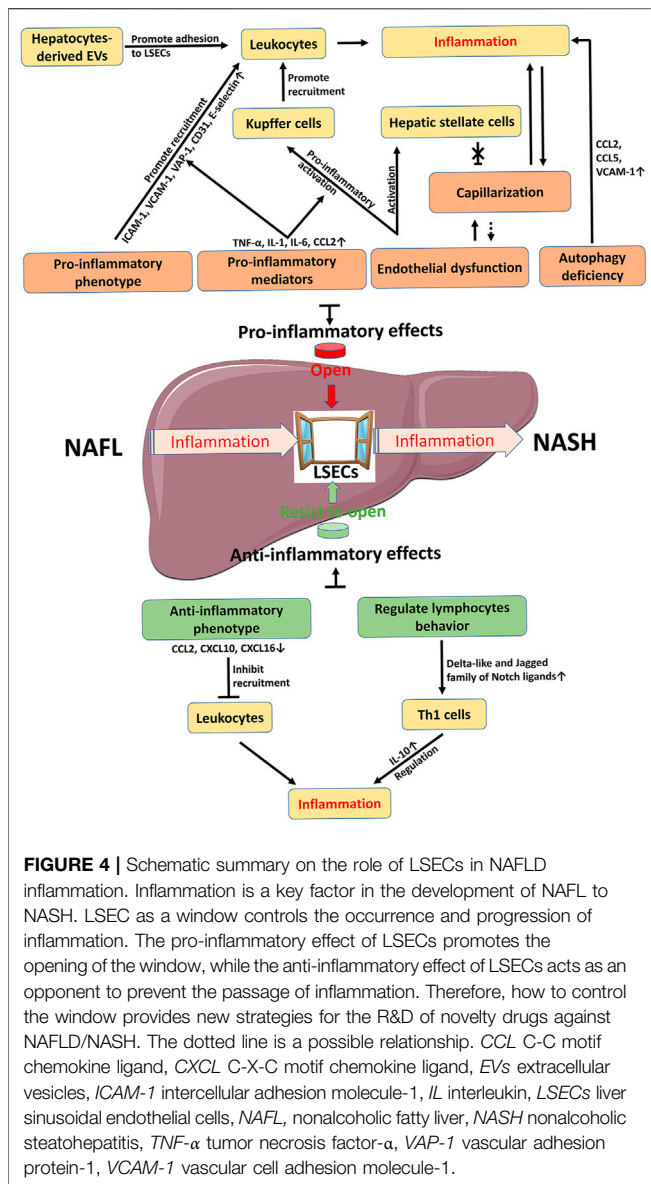 Hepatocytes-
derived EVs
Promote adhesion
to LSECs
Leukocytes
Inflammation
Promote
recruitment
Promote recruitment
ICAM-1, VCAM-1, VAP-1, CD31, E-selectin↑
Kupffer cells
Hepatic stellate cells
Pro-inflammatory
activation
Activation
CCL2,
CCL5,
VCAM-1↑
Capillarization
TNF-α, IL-1, IL-6, CCL2↑
Pro-inflammatory
phenotype
Pro-inflammatory
mediators
Endothelial dysfunction
Autophagy
deficiency
Pro-inflammatory effects
Open
NAFL
Inflammation
LSECs
Inflammation
NASH
Resist to open
Anti-inflammatory effects
Anti-inflammatory
phenotype
Regulate lymphocytes
behavior
CCL2, CXCL10, CXCL16↓
Inhibit
recruitment
Delta-like and Jagged
family of Notch ligands↑
Leukocytes
Th1 cells
IL-10↑
Regulation
Inflammation
FIGURE 4 | Schematic summary on the role of LSECs in NAFLD
inflammation. Inflammation is a key factor in the development of NAFL to
NASH. LSEC as a window controls the occurrence and progression of
inflammation. The pro-inflammatory effect of LSECs promotes the
opening of the window, while the anti-inflammatory effect of LSECs acts as an
opponent to prevent the passage of inflammation. Therefore, how to control
the window provides new strategies for the R&D of novelty drugs against
NAFLD/NASH. The dotted line is a possible relationship. CCL C-C motif
chemokine ligand, CXCL C-X-C motif chemokine ligand, EVs extracellular
vesicles, ICAM-1 intercellular adhesion molecule-1, IL interleukin, LSECs liver
sinusoidal endothelial cells, NAFL, nonalcoholic fatty liver, NASH nonalcoholic
steatohepatitis, TNF-α tumor necrosis factor-α, VAP-1 vascular adhesion
protein-1, VCAM-1 vascular cell adhesion molecule-1.